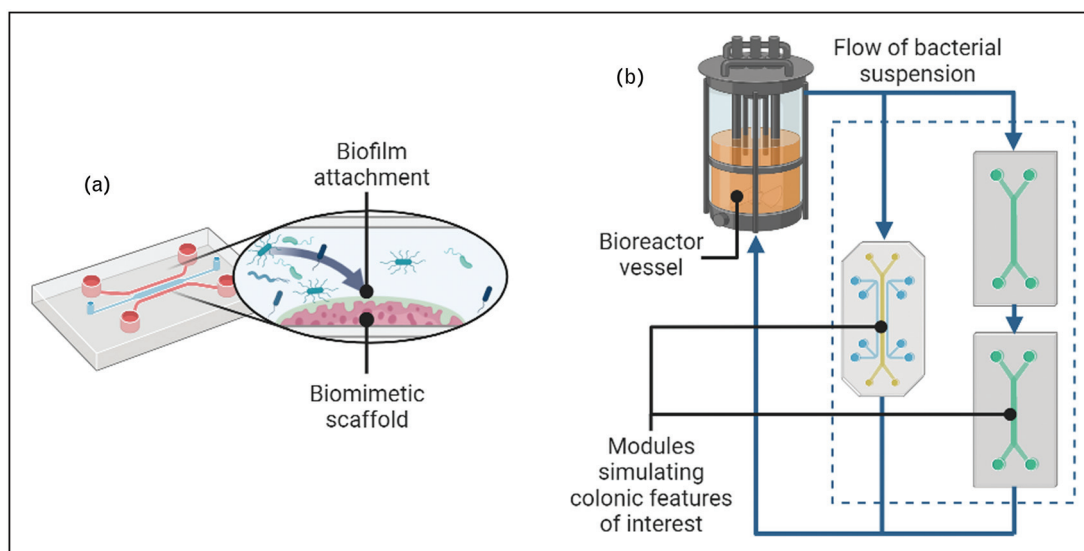 (a)
Biofilm
attachment
Biomimetic
scaffold
(b)
Flow of bacterial
suspension
Bioreactor
vessel
Modules
simulating
colonic features
of interest